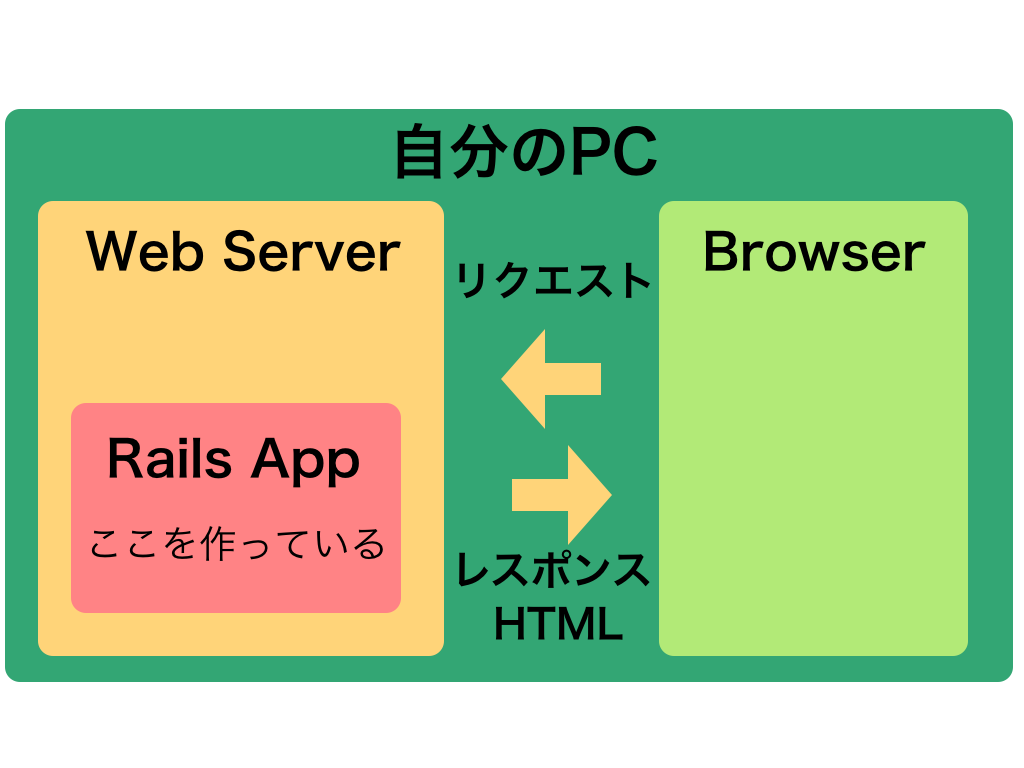 自分のPC
Web Server
Rails App
ここを作っている
リクエスト
レスポンス
HTML
Browser